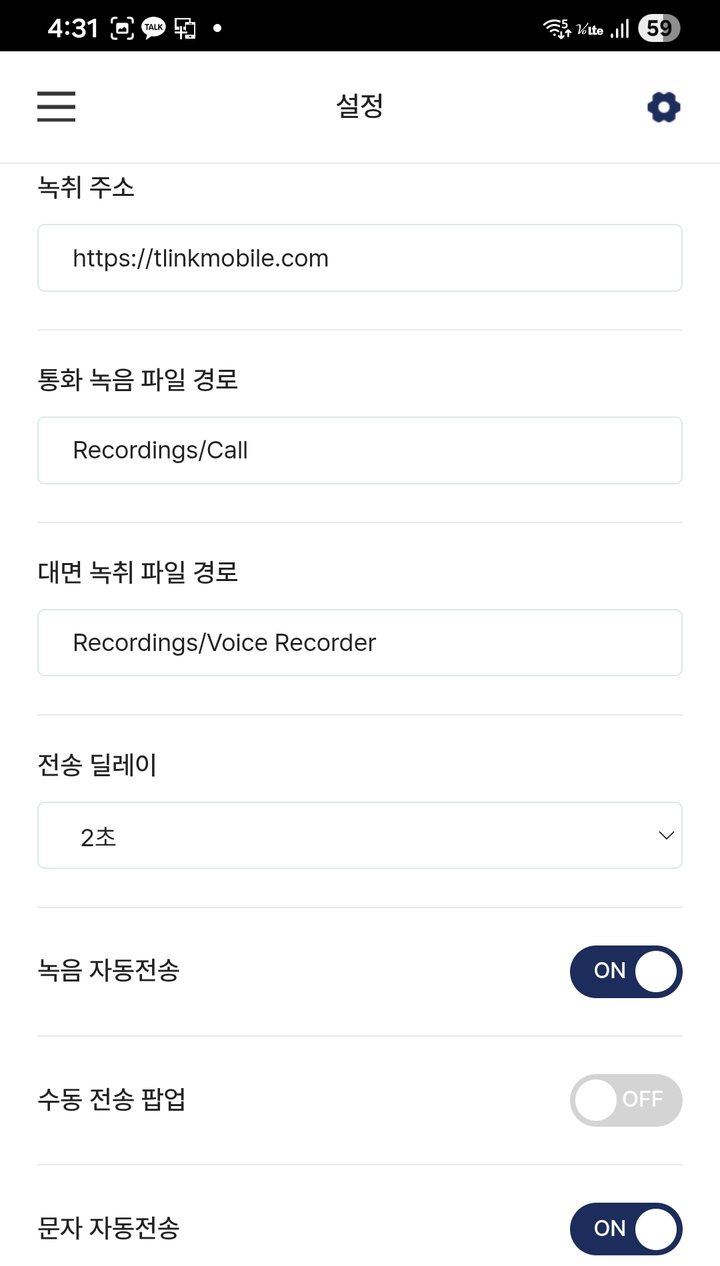 4:31 TALK 5 VoLte 59
설정
녹취 주소
https://tlinkmobile.com
통화 녹음 파일 경로
Recordings/Call
대면 녹취 파일 경로
Recordings/Voice Recorder
전송 딜레이
2초
녹음 자동전송 ON
수동 전송 팝업 OFF
문자 자동전송 ON